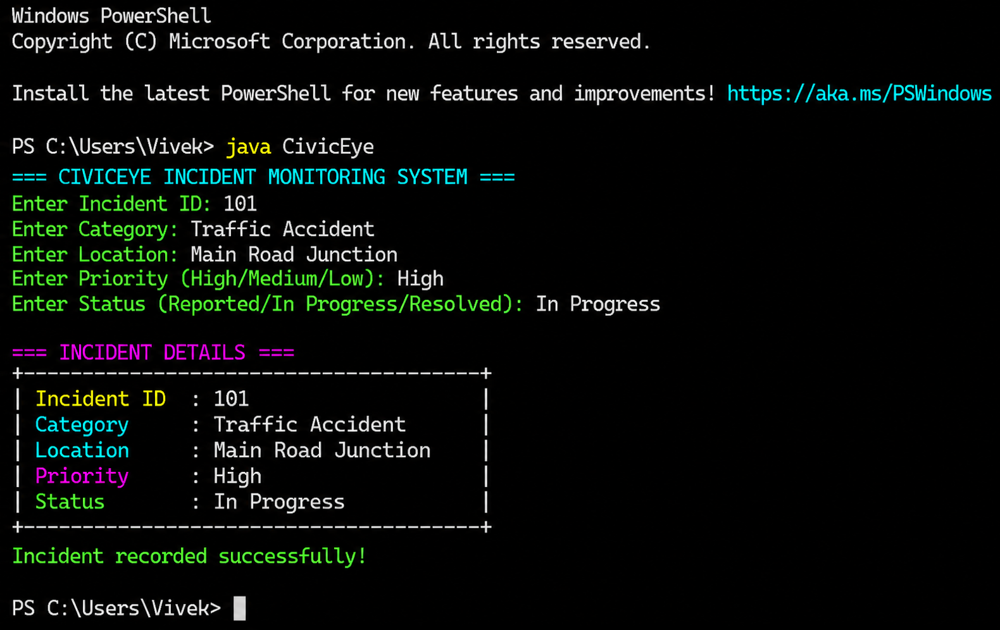 Windows PowerShell
Copyright (C) Microsoft Corporation. All rights reserved.
Install the latest PowerShell for new features and improvements! https://aka.ms/PSWindows
PS C:\Users\Vivek> java CivicEye
=== CIVICEYE INCIDENT MONITORING SYSTEM ===
Enter Incident ID: 101
Enter Category: Traffic Accident
Enter Location: Main Road Junction
Enter Priority (High/Medium/Low): High
Enter Status (Reported/In Progress/Resolved): In Progress
=== INCIDENT DETAILS ===
+---------------------------------------+
| Incident ID  : 101                    |
| Category     : Traffic Accident       |
| Location     : Main Road Junction     |
| Priority     : High                   |
| Status       : In Progress            |
+---------------------------------------+
Incident recorded successfully!
PS C:\Users\Vivek>